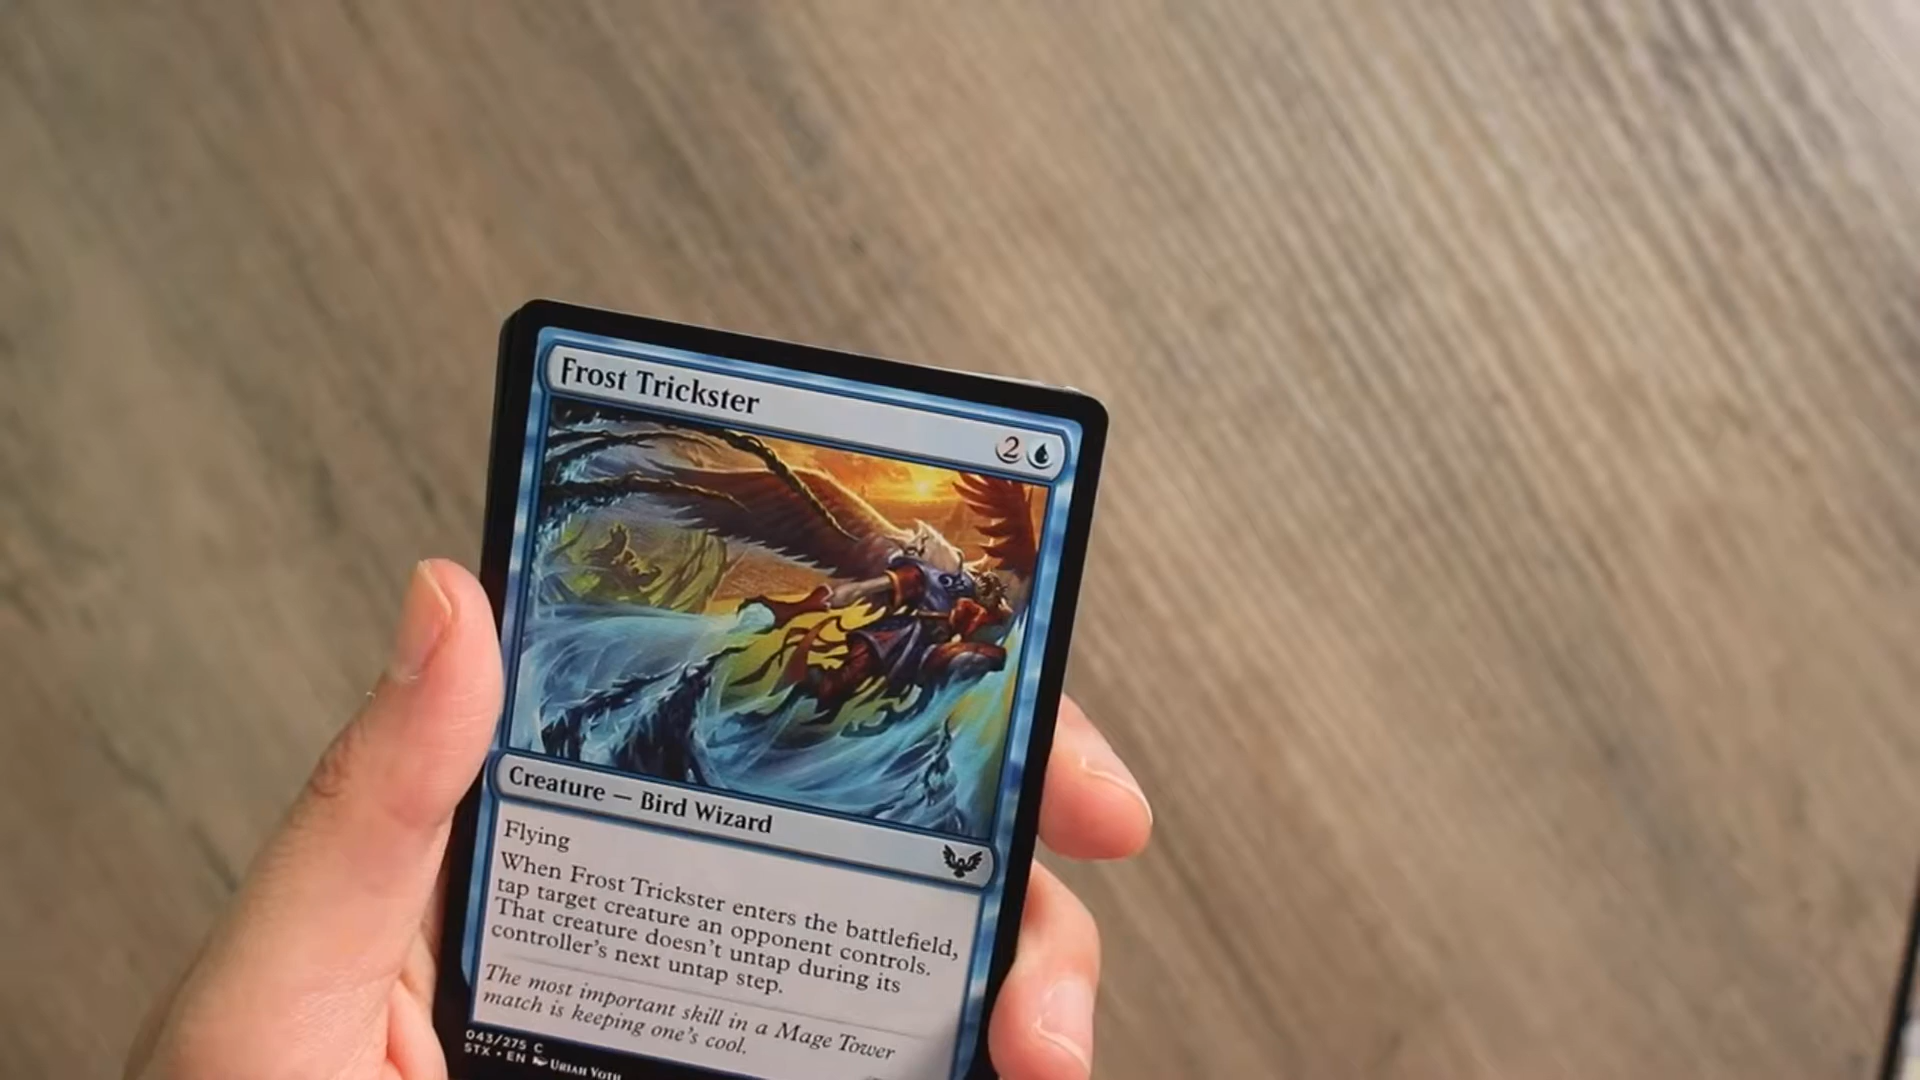 Frost Trickster
2
Creature — Bird Wizard
Flying
When Frost Trickster enters the battlefield,
tap target creature an opponent controls.
That creature doesn't untap during its
controller's next untap step.
The most important skill in a Mage Tower
match is keeping one's cool.
043/275 C
STX • EN Uriah Voth